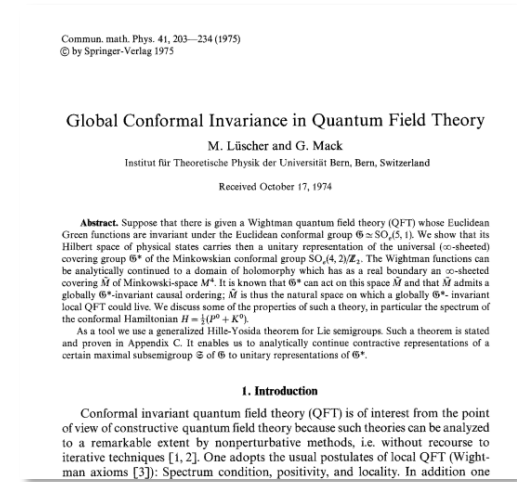 Commun. math. Phys. 41, 203—234 (1975)
© by Springer-Verlag 1975
Global Conformal Invariance in Quantum Field Theory
M. Lüscher and G. Mack
Institut für Theoretische Physik der Universität Bern, Bern, Switzerland
Received October 17, 1974
Abstract. Suppose that there is given a Wightman quantum field theory (QFT) whose Euclidean
Green functions are invariant under the Euclidean conformal group 𝔊 ≃ SOₑ(5, 1). We show that its
Hilbert space of physical states carries then a unitary representation of the universal (∞-sheeted)
covering group 𝔊* of the Minkowskian conformal group SOₑ(4, 2)/ℤ₂. The Wightman functions can
be analytically continued to a domain of holomorphy which has as a real boundary an ∞-sheeted
covering M̃ of Minkowski-space M⁴. It is known that 𝔊* can act on this space M̃ and that M̃ admits a
globally 𝔊*-invariant causal ordering; M̃ is thus the natural space on which a globally 𝔊*- invariant
local QFT could live. We discuss some of the properties of such a theory, in particular the spectrum of
the conformal Hamiltonian H = ½(P⁰ + K⁰).
As a tool we use a generalized Hille-Yosida theorem for Lie semigroups. Such a theorem is stated
and proven in Appendix C. It enables us to analytically continue contractive representations of a
certain maximal subsemigroup 𝔖 of 𝔊 to unitary representations of 𝔊*.
1. Introduction
Conformal invariant quantum field theory (QFT) is of interest from the point
of view of constructive quantum field theory because such theories can be analyzed
to a remarkable extent by nonperturbative methods, i.e. without recourse to
iterative techniques [1, 2]. One adopts the usual postulates of local QFT (Wight-
man axioms [3]): Spectrum condition, positivity, and locality. In addition one